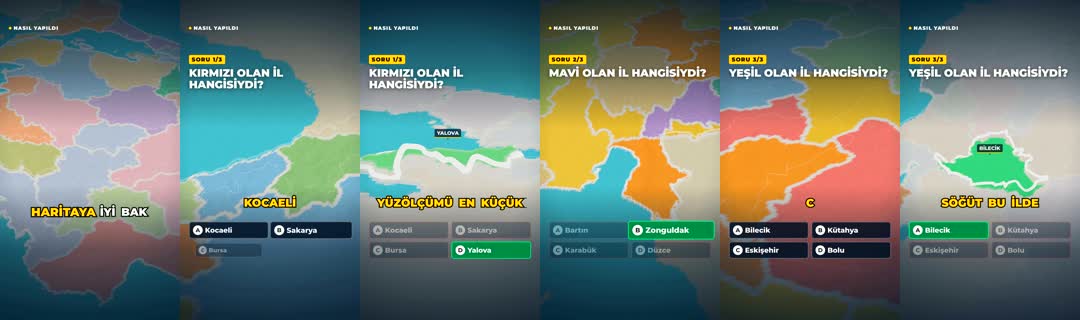 NASIL YAPILDI
HARİTAYA İYİ BAK
NASIL YAPILDI
SORU 1/3
KIRMIZI OLAN İL
HANGİSİYDİ?
KOCAELİ
A Kocaeli
B Sakarya
C Bursa
NASIL YAPILDI
SORU 1/3
KIRMIZI OLAN İL
HANGİSİYDİ?
YALOVA
YÜZÖLÇÜMÜ EN KÜÇÜK
A Kocaeli
B Sakarya
C Bursa
D Yalova
NASIL YAPILDI
SORU 2/3
MAVİ OLAN İL HANGİSİYDİ?
A Bartın
B Zonguldak
C Karabük
D Düzce
NASIL YAPILDI
SORU 3/3
YEŞİL OLAN İL HANGİSİYDİ?
C
A Bilecik
B Kütahya
C Eskişehir
D Bolu
NASIL YAPILDI
SORU 3/3
YEŞİL OLAN İL HANGİSİYDİ?
BİLECİK
SÖĞÜT BU İLDE
A Bilecik
B Kütahya
C Eskişehir
D Bolu